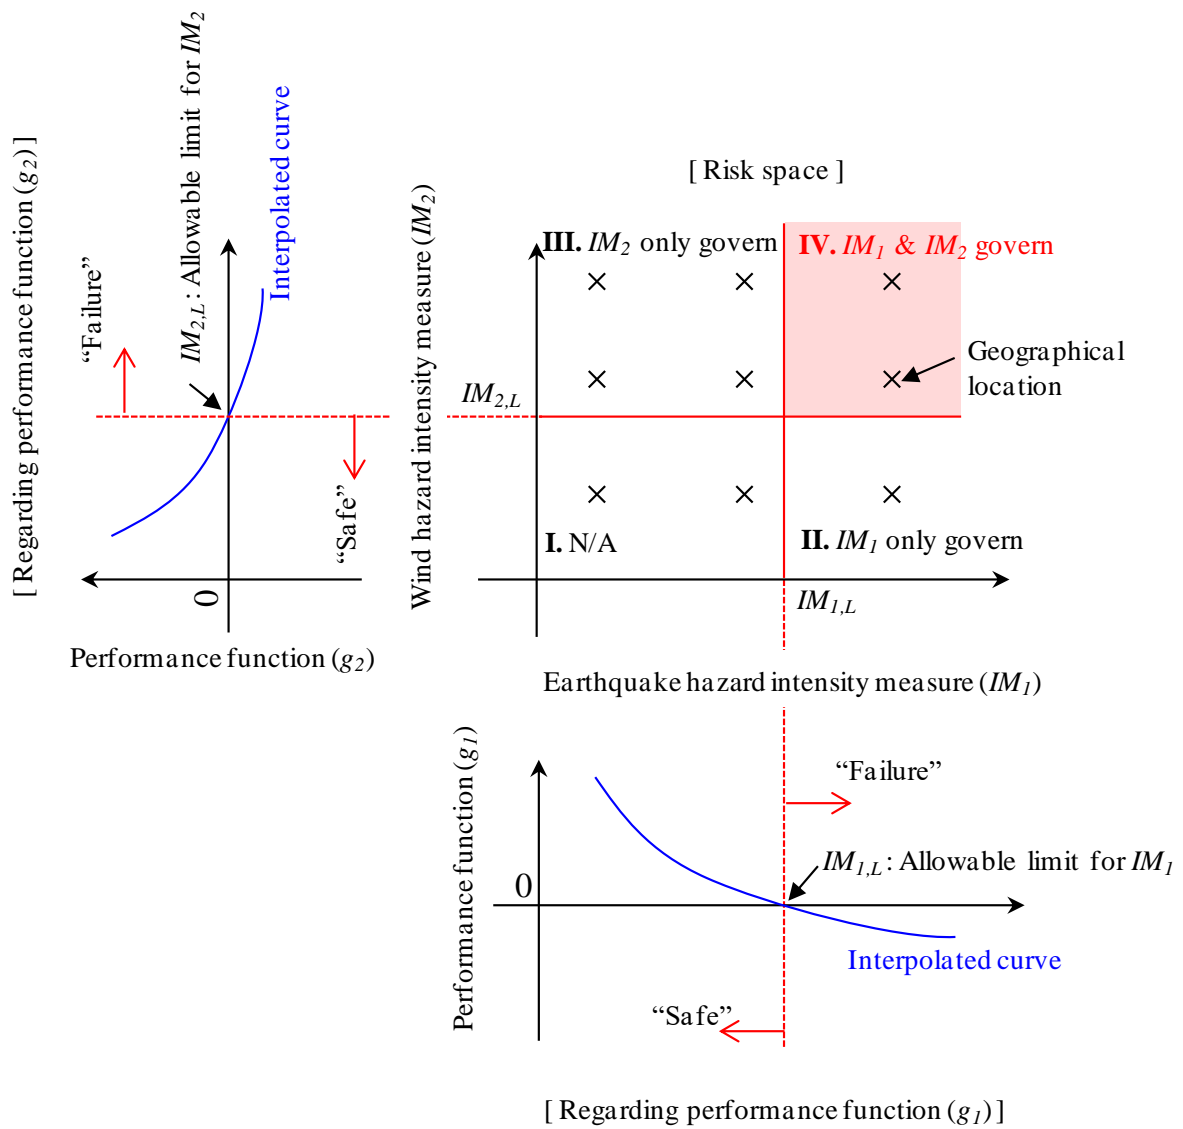 [ Regarding performance function (g2) ]
“Failure”
IM2,L: Allowable limit for IM2
Interpolated curve
“Safe”
0
Performance function (g2)
[ Risk space ]
Wind hazard intensity measure (IM2)
III. IM2 only govern
IV. IM1 & IM2 govern
Geographical
location
IM2,L
I. N/A
II. IM1 only govern
IM1,L
Earthquake hazard intensity measure (IM1)
Performance function (g1)
“Failure”
IM1,L: Allowable limit for IM1
0
Interpolated curve
“Safe”
[ Regarding performance function (g1) ]